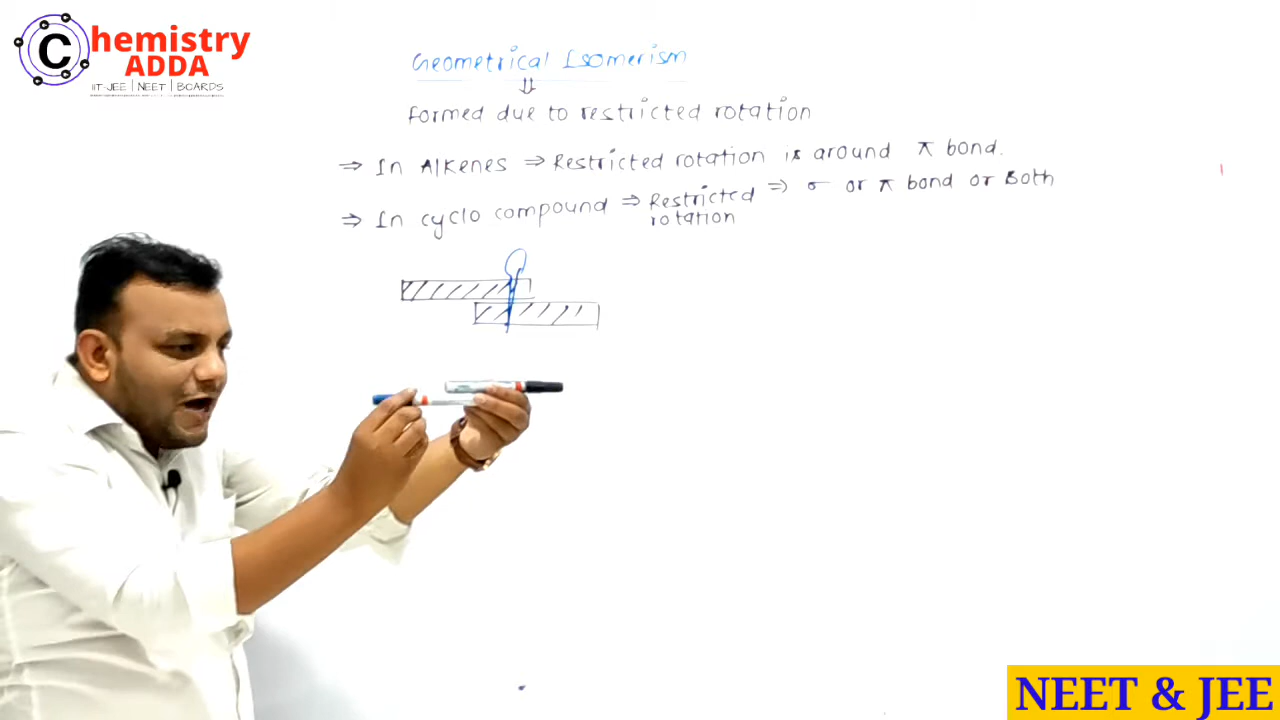 Chemistry
ADDA
IIT-JEE | NEET | BOARDS
Geometrical Isomerism
⇓
formed due to restricted rotation
⇒ In Alkenes ⇒ Restricted rotation is around π bond.
⇒ In cyclo compound ⇒ Restricted rotation ⇒ σ or π bond or Both
NEET & JEE